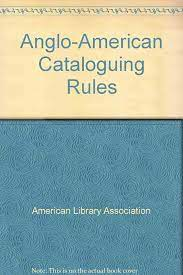 Anglo-American
Cataloguing
Rules
American Library Association
Note: This is not the actual book cover